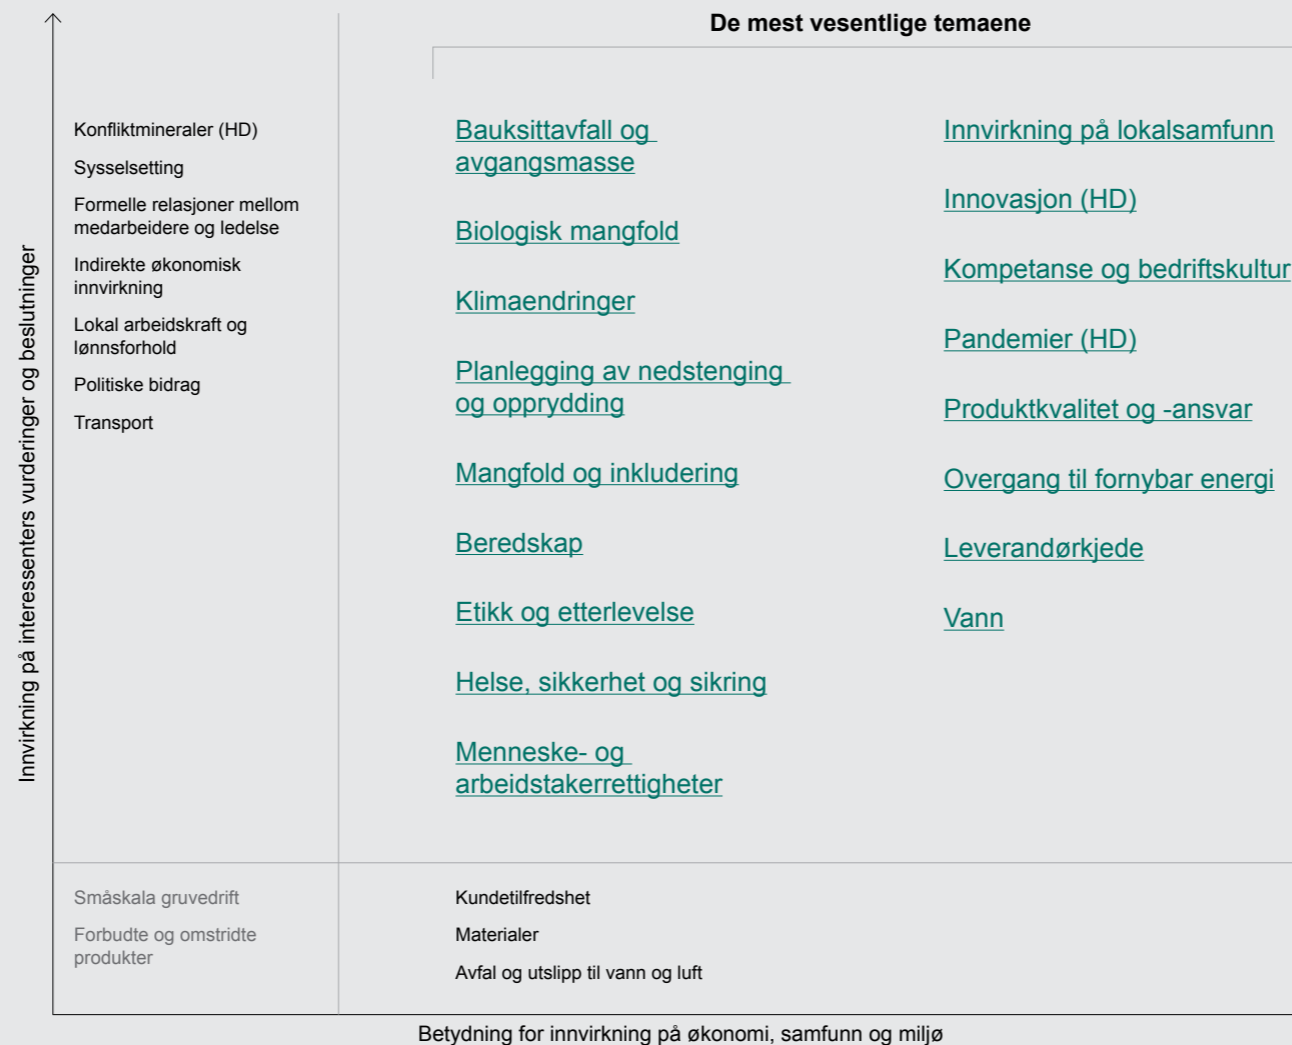 De mest vesentlige temaene
Innvirkning på interessenters vurderinger og beslutninger
Konfliktmineraler (HD)
Sysselsetting
Formelle relasjoner mellom
medarbeidere og ledelse
Indirekte økonomisk
innvirkning
Lokal arbeidskraft og
lønnsforhold
Politiske bidrag
Transport
Bauksittavfall og
avgangsmasse
Biologisk mangfold
Klimaendringer
Planlegging av nedstenging
og opprydding
Mangfold og inkludering
Beredskap
Etikk og etterlevelse
Helse, sikkerhet og sikring
Menneske- og
arbeidstakerrettigheter
Innvirkning på lokalsamfunn
Innovasjon (HD)
Kompetanse og bedriftskultur
Pandemier (HD)
Produktkvalitet og -ansvar
Overgang til fornybar energi
Leverandørkjede
Vann
Småskala gruvedrift
Forbudte og omstridte
produkter
Kundetilfredshet
Materialer
Avfal og utslipp til vann og luft
Betydning for innvirkning på økonomi, samfunn og miljø